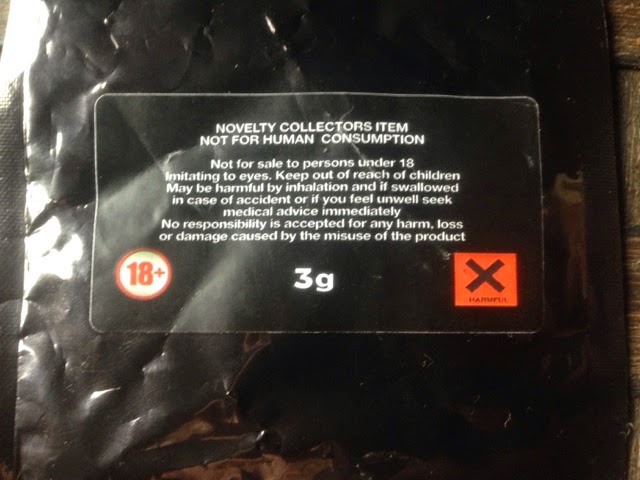 NOVELTY COLLECTORS ITEM
NOT FOR HUMAN CONSUMPTION
Not for sale to persons under 18
Imitating to eyes. Keep out of reach of children
May be harmful by inhalation and if swallowed
in case of accident or if you feel unwell seek
medical advice immediately
No responsibility is accepted for any harm, loss
or damage caused by the misuse of the product
18+
3g
HARMFUL